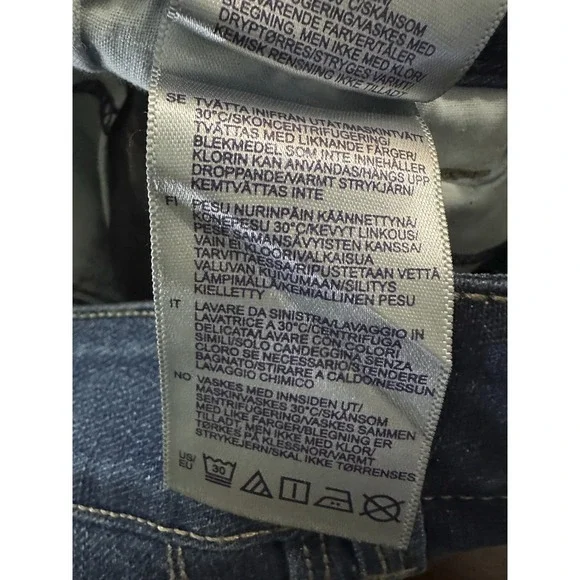 SENTRIFUGERING/VASKES MED
BLEGNING, MEN IKKE MED KLOR/
DRYPTØRRES/STRYGES VARMT/
KEMISK RENSNING IKKE TILLADT
SE TVÄTTA INIFRÅN UTÅT/MASKINTVÄTT
30°C/SKONCENTRIFUGERING/
TVÄTTAS MED LIKNANDE FÄRGER/
BLEKMEDEL SOM INTE INNEHÅLLER
KLORIN KAN ANVÄNDAS/HÄNGS UPP
DROPPANDE/VARMT STRYKJÄRN/
KEMTVÄTTAS INTE
FI PESU NURINPÄIN KÄÄNNETTYNÄ/
KONEPESU 30°C/KEVYT LINKOUS/
PESE SAMANSÄVYISTEN KANSSA/
VAIN EI KLOORIVALKAISUA
TARVITTAESSA/RIPUSTETAAN VETTÄ
VALUVAN KUIVUMAAN/SILITYS
LÄMPIMÄLLÄ/KEMIALLINEN PESU
KIELLETTY
IT LAVARE DA SINISTRA/LAVAGGIO IN
LAVATRICE A 30°C/CENTRIFUGA
DELICATA/LAVARE CON COLORI
SIMILI/SOLO CANDEGGINA SENZA
CLORO SE NECESSARIO/STENDERE
BAGNATO/STIRARE A CALDO/NESSUN
LAVAGGIO CHIMICO
NO VASKES MED INNSIDEN UT/
MASKINVASKES 30°C/SKÅNSOM
SENTRIFUGERING/VASKES SAMMEN
MED LIKE FARGER/BLEGNING ER
TILLADT, MEN IKKE MED KLOR/
TØRKES PÅ KLESSNOR/VARMT
STRYKEJERN/SKAL IKKE TØRRENSES
US/
EU 30